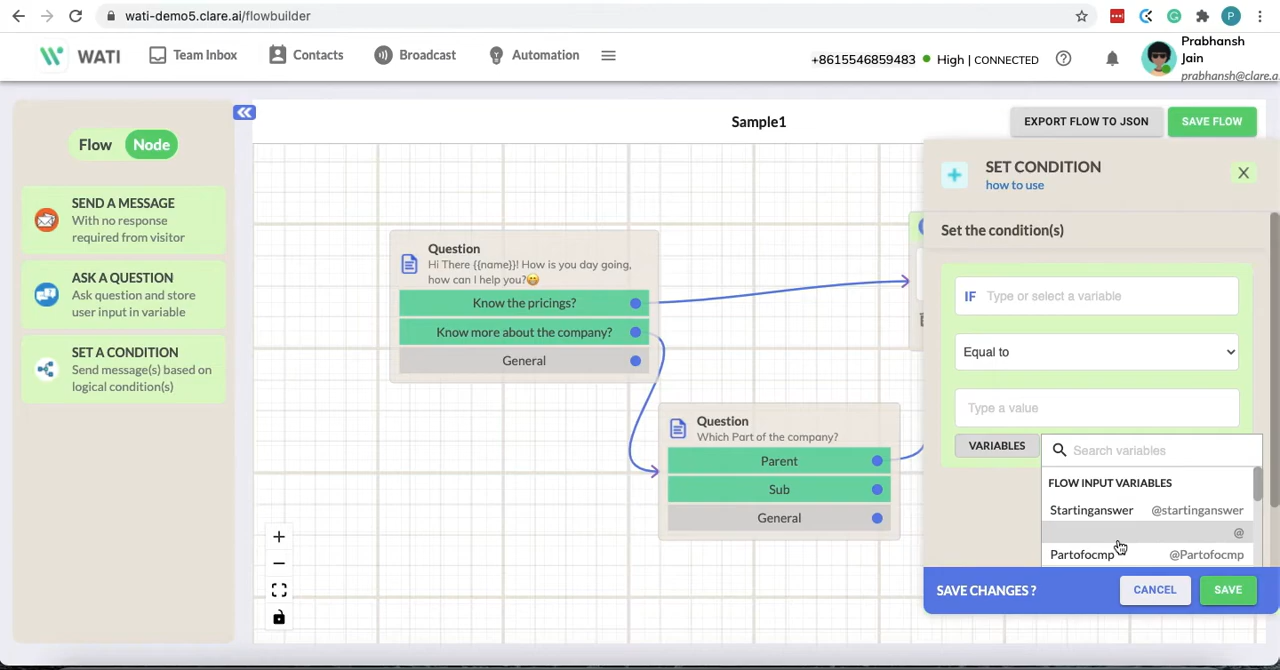 wati-demo5.clare.ai/flowbuilder
P
WATI
Team Inbox
Contacts
Broadcast
Automation
+8615546859483
High | CONNECTED
Prabhansh
Jain
prabhansh@clare.a
Flow
Node
SEND A MESSAGE
With no response
required from visitor
ASK A QUESTION
Ask question and store
user input in variable
SET A CONDITION
Send message(s) based on
logical condition(s)
Sample1
EXPORT FLOW TO JSON
SAVE FLOW
Question
Hi There {{name}}! How is you day going,
how can I help you?😀
Know the pricings?
Know more about the company?
General
Question
Which Part of the company?
Parent
Sub
General
SET CONDITION
how to use
X
Set the condition(s)
IF
Type or select a variable
Equal to
Type a value
VARIABLES
Search variables
FLOW INPUT VARIABLES
Startinganswer
@startinganswer
@
Partofocmp
@Partofocmp
SAVE CHANGES ?
CANCEL
SAVE